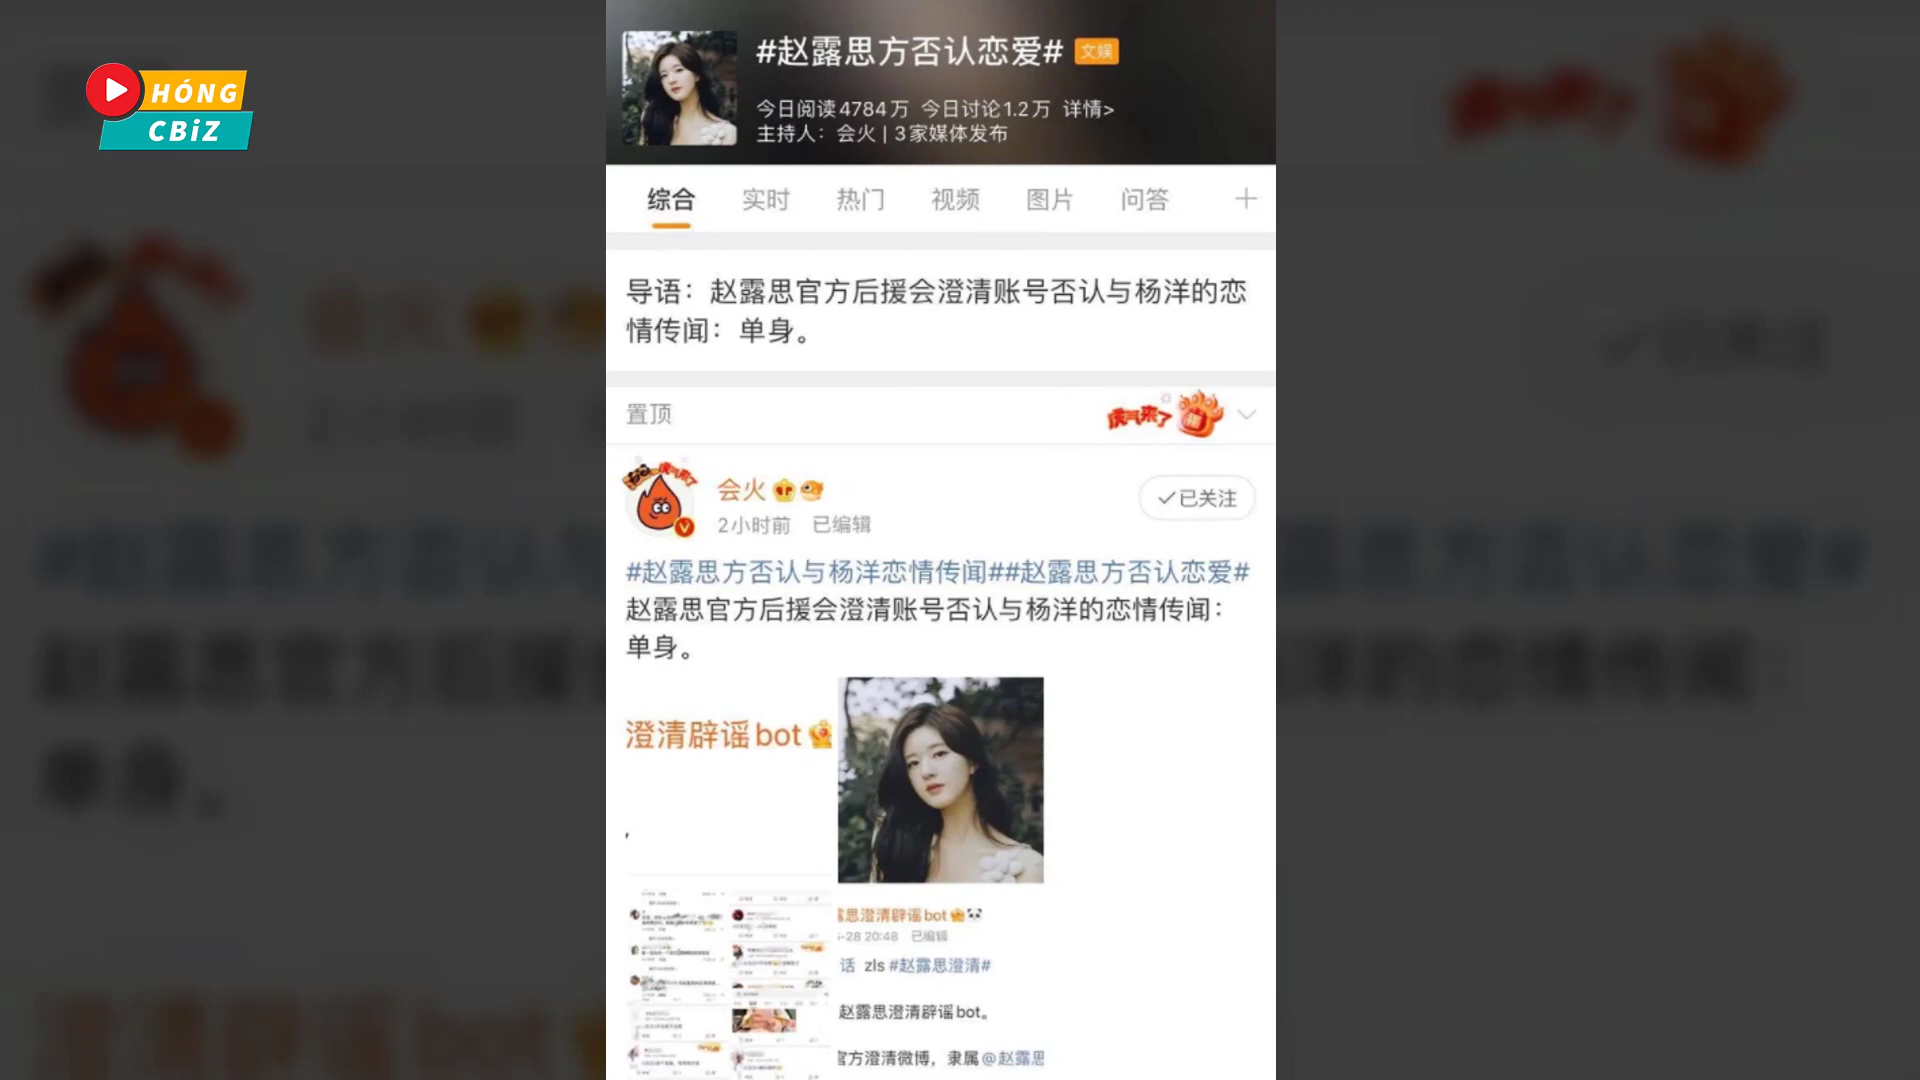 HÓNG
CBiZ
#赵露思方否认恋爱# 文娱
今日阅读4784万 今日讨论1.2万 详情>
主持人：会火 | 3家媒体发布
综合 实时 热门 视频 图片 问答
导语：赵露思官方后援会澄清账号否认与杨洋的恋
情传闻：单身。
置顶
虎气来了
会火
已关注
2小时前 已编辑
#赵露思方否认与杨洋恋情传闻##赵露思方否认恋爱#
赵露思官方后援会澄清账号否认与杨洋的恋情传闻：
单身。
澄清辟谣bot
思澄清辟谣bot
-28 20:48 已编辑
话 zls #赵露思澄清#
赵露思澄清辟谣bot。
官方澄清微博，隶属@赵露思